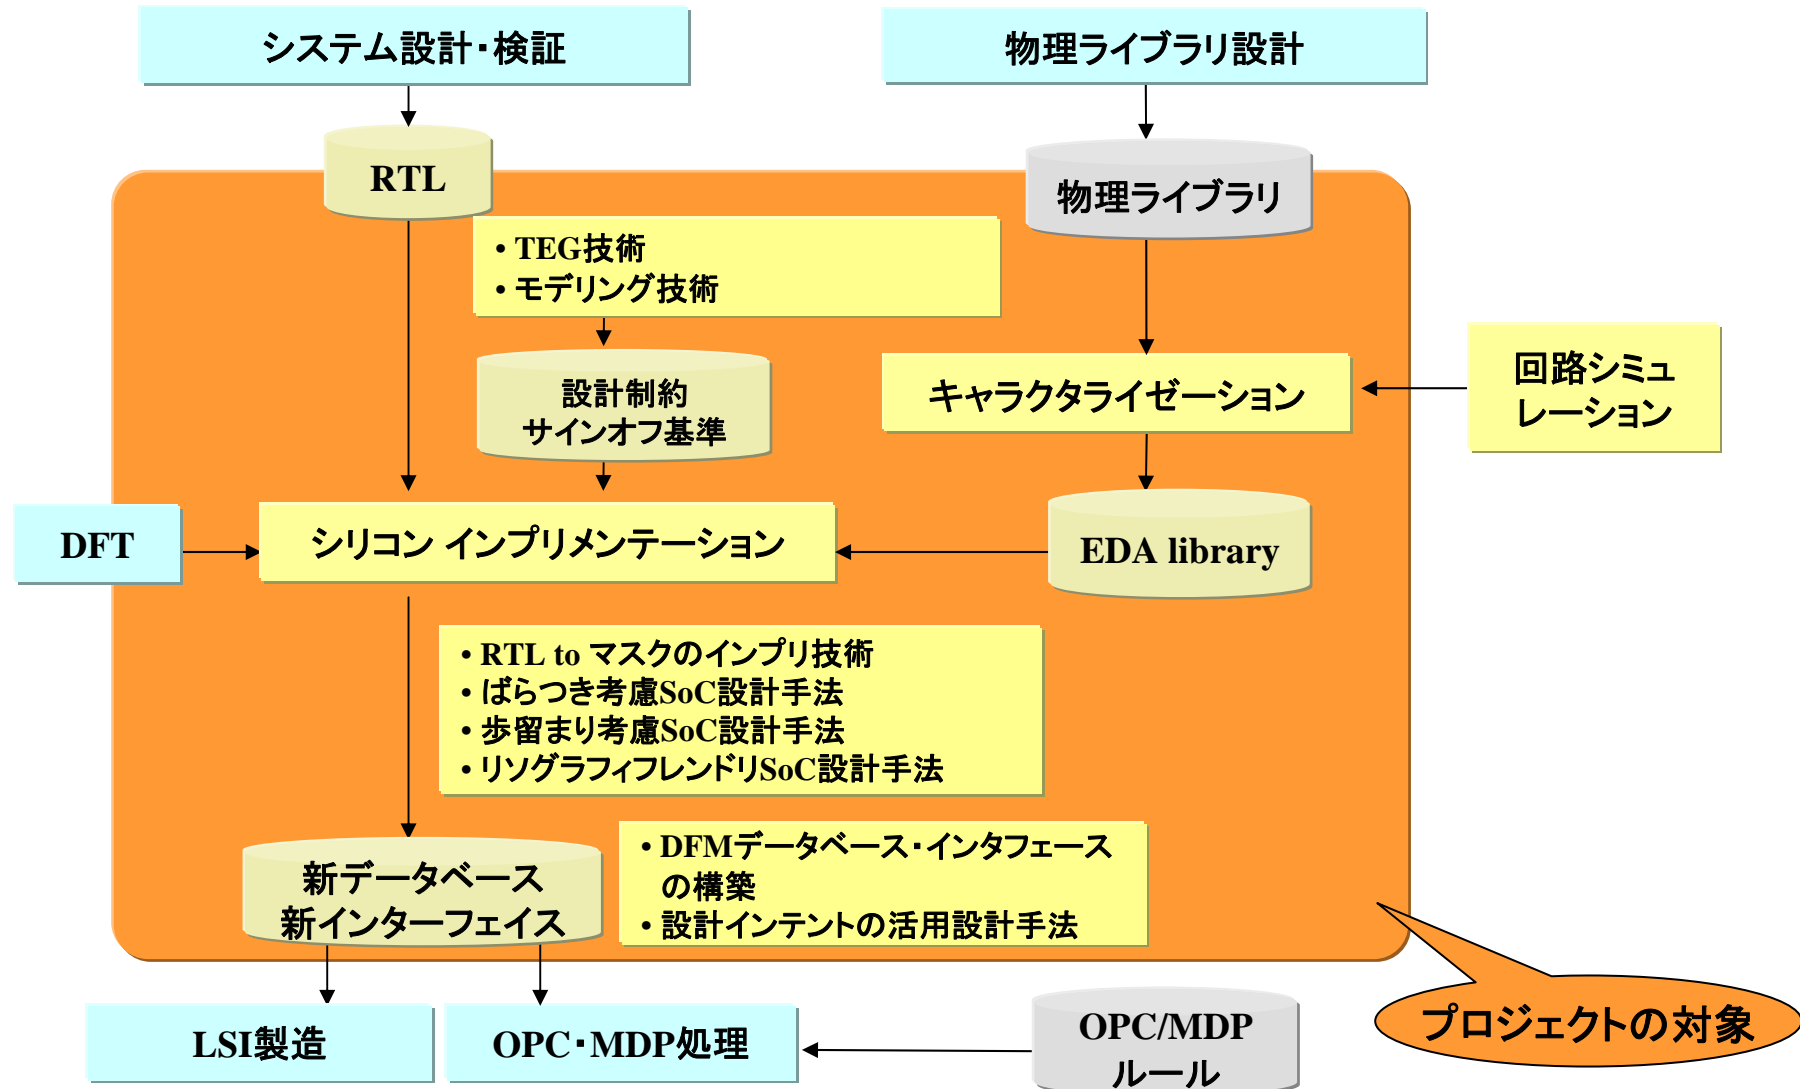 システム設計・検証
物理ライブラリ設計
RTL
物理ライブラリ
• TEG技術
• モデリング技術
設計制約
サインオフ基準
キャラクタライゼーション
回路シミュ
レーション
DFT
シリコン インプリメンテーション
EDA library
• RTL to マスクのインプリ技術
• ばらつき考慮SoC設計手法
• 歩留まり考慮SoC設計手法
• リソグラフィフレンドリSoC設計手法
新データベース
新インターフェイス
• DFMデータベース・インタフェース
の構築
• 設計インテントの活用設計手法
LSI製造
OPC・MDP処理
OPC/MDP
ルール
プロジェクトの対象